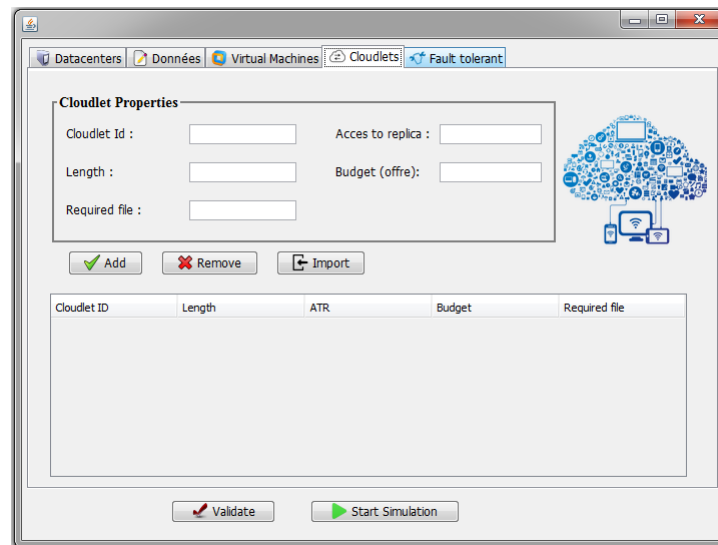 Datacenters Données Virtual Machines Cloudlets Fault tolerant
Cloudlet Properties
Cloudlet Id : Acces to replica :
Length : Budget (offre):
Required file :
Add Remove Import
Cloudlet ID Length ATR Budget Required file
Validate Start Simulation